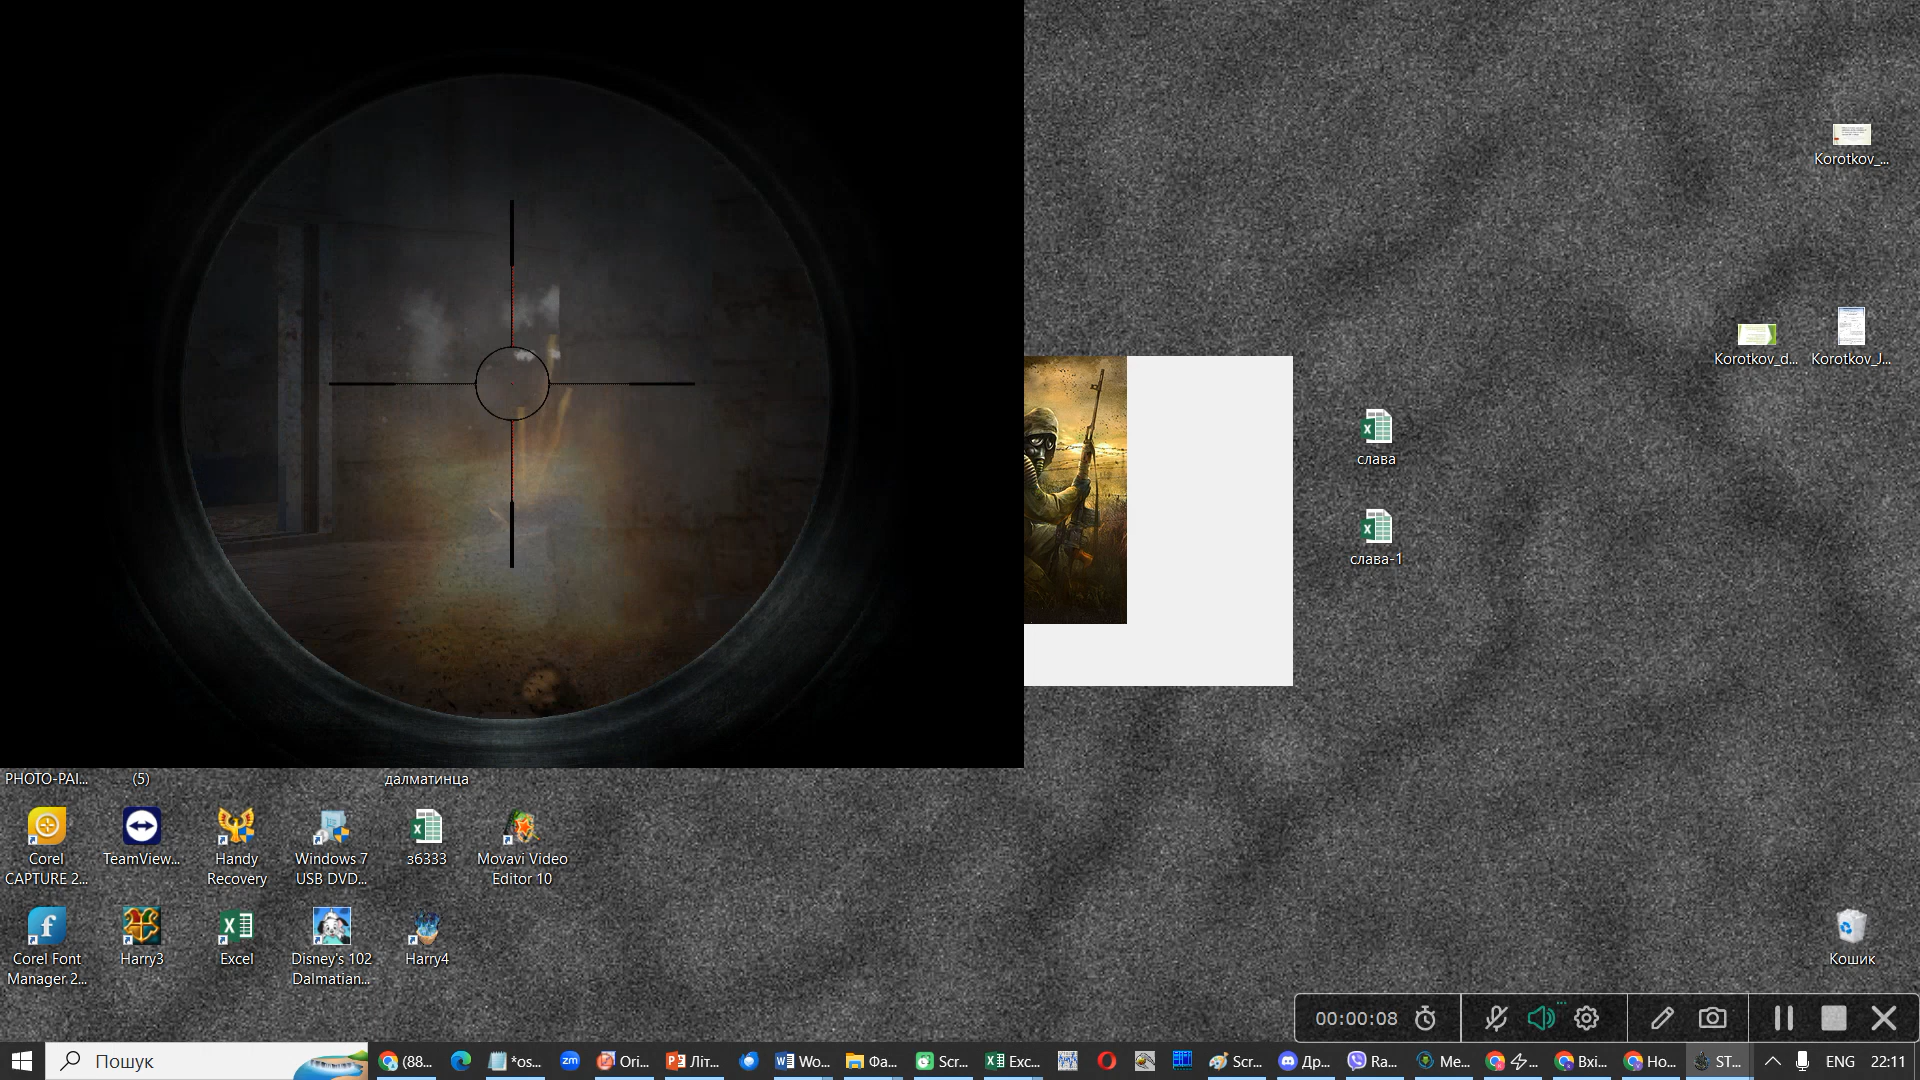 Korotkov_...
Korotkov_d...
Korotkov_J...
слава
слава-1
PHOTO-PAI...
(5)
далматинца
Corel
CAPTURE 2...
TeamView...
Handy
Recovery
Windows 7
USB DVD...
з6333
Movavi Video
Editor 10
Corel Font
Manager 2...
Harry3
Excel
Disney's 102
Dalmatian...
Harry4
Кошик
00:00:08
Пошук
(88...
*os...
zm
Ori...
Літ...
Wo...
Фа...
Scr...
Exc...
Scr...
Др...
Ra...
Me...
Вхі...
Но...
ST...
ENG
22:11